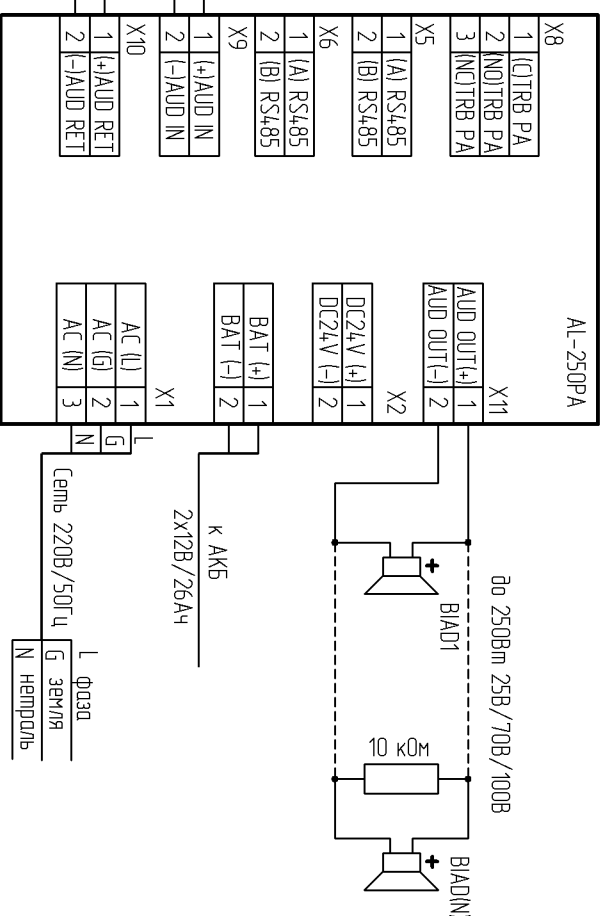 X8
1 (C)TRB PA
2 (NO)TRB PA
3 (NC)TRB PA
X5
1 (A) RS485
2 (B) RS485
X6
1 (A) RS485
2 (B) RS485
X9
1 (+)AUD IN
2 (-)AUD IN
X10
1 (+)AUD RET
2 (-)AUD RET
AL-250PA
X11
AUD OUT(+) 1
AUD OUT(-) 2
X2
DC24V (+) 1
DC24V (-) 2
BAT (+) 1
BAT (-) 2
X1
AC (L) 1
AC (G) 2
AC (N) 3
L
G
N
до 250Вт 25В/70В/100В
+
BIAD1
10 кОм
+
BIAD(N)
к АКБ
2x12В/26Ач
Сеть 220В/50Гц
L фаза
G земля
N нетраль